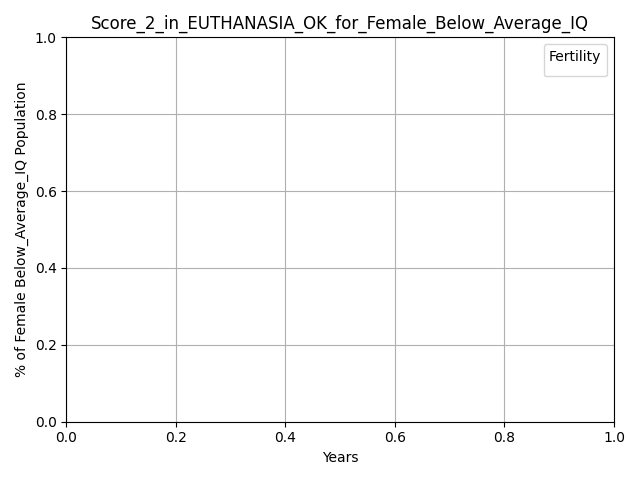 Score_2_in_EUTHANASIA_OK_for_Female_Below_Average_IQ
Fertility
% of Female Below_Average_IQ Population
1.0
0.8
0.6
0.4
0.2
0.0
0.0 0.2 0.4 0.6 0.8 1.0
Years